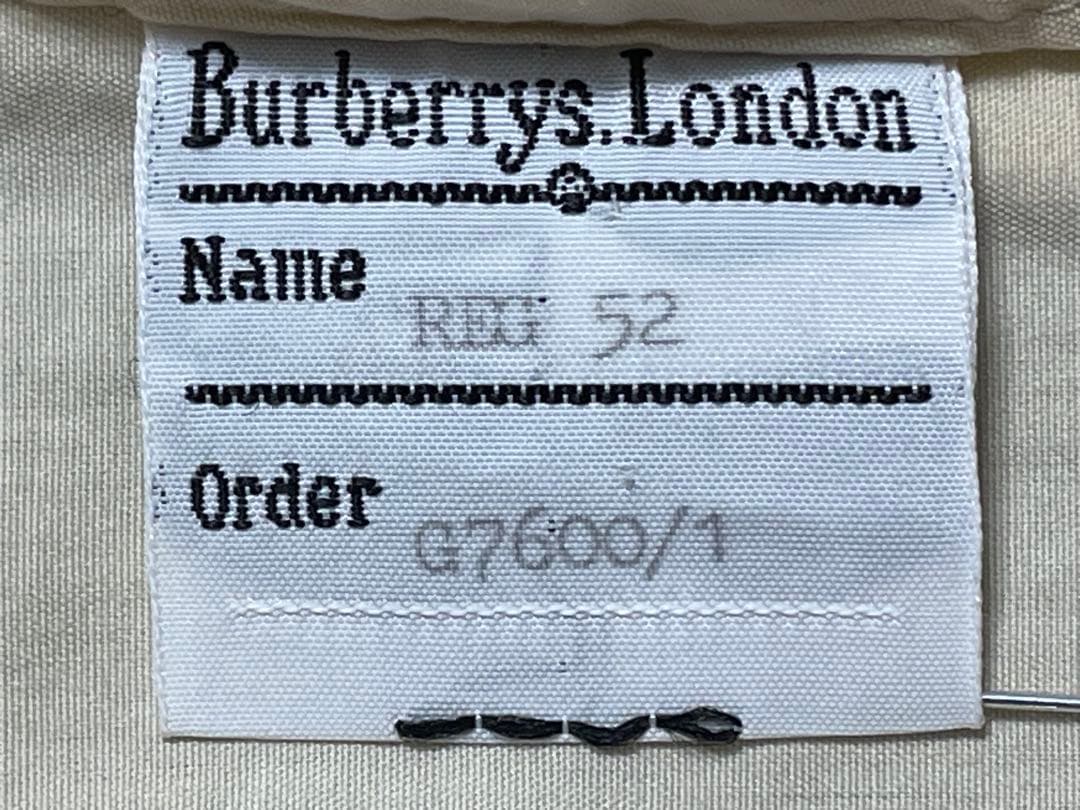 Burberrys.London
Name
REG 52
Order
G7600/1